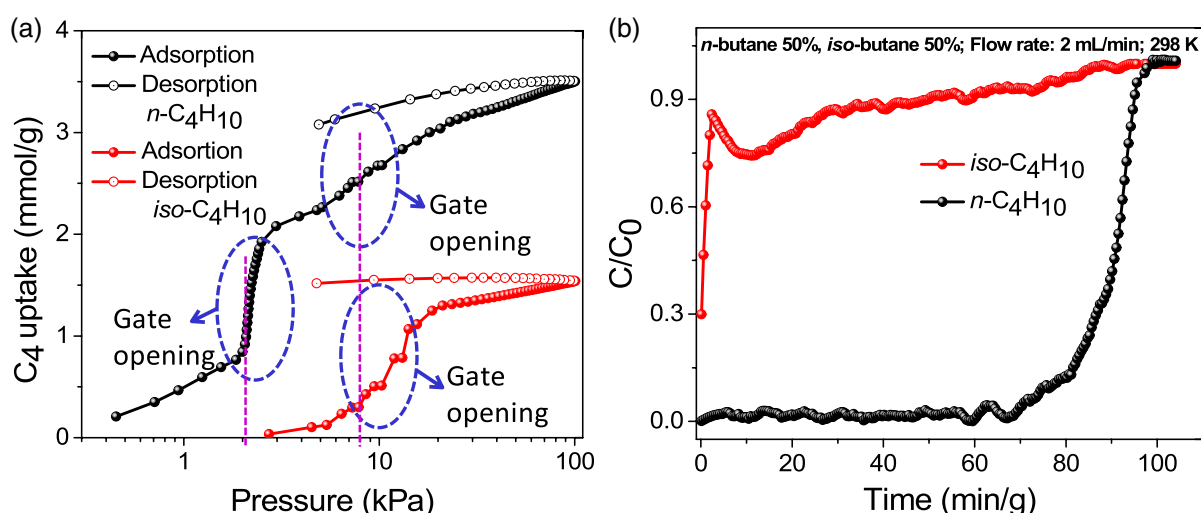 (a)
4
3
2
1
0
C4 uptake (mmol/g)
Adsorption
Desorption
n-C4H10
Adsortion
Desorption
iso-C4H10
Gate
opening
Gate
opening
Gate
opening
1
10
100
Pressure (kPa)
(b)
n-butane 50%, iso-butane 50%; Flow rate: 2 mL/min; 298 K
0.9
0.6
0.3
0.0
C/C0
iso-C4H10
n-C4H10
0
20
40
60
80
100
Time (min/g)